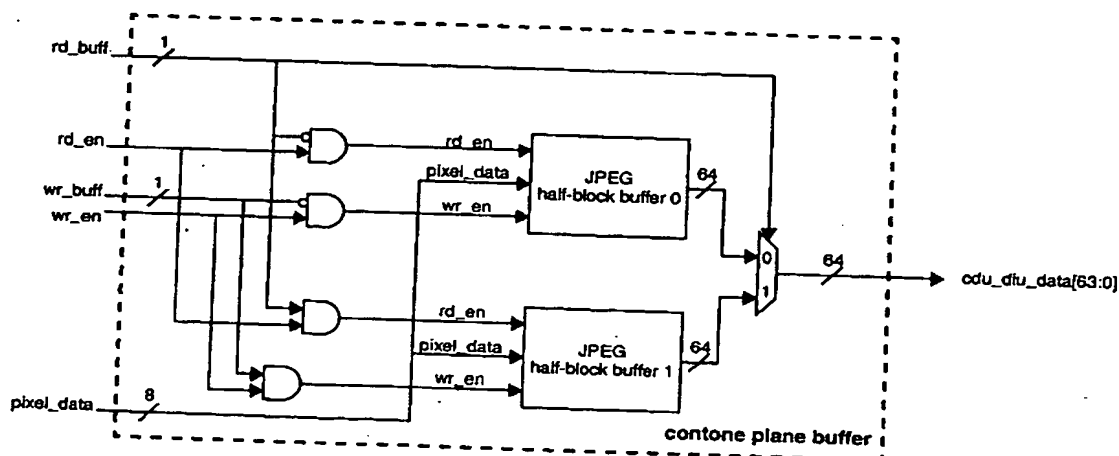 rd_buff
1
rd_en
wr_buff
1
wr_en
rd_en
pixel_data
wr_en
JPEG
half-block buffer 0
64
0
1
64
cdu_diu_data[63:0]
rd_en
pixel_data
wr_en
JPEG
half-block buffer 1
64
pixel_data
8
contone plane buffer